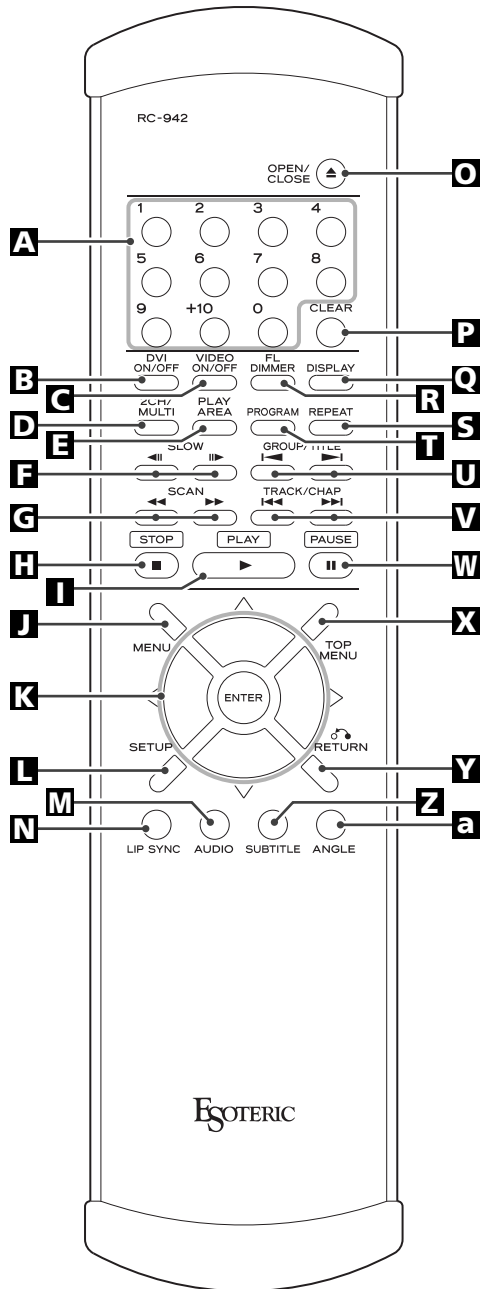 RC-942
OPEN/
CLOSE
O
1 2 3 4
A
5 6 7 8
9 +10 0 CLEAR
P
DVI
ON/OFF
VIDEO
ON/OFF
FL
DIMMER
DISPLAY
B C R Q
2CH/
MULTI
PLAY
AREA
PROGRAM
REPEAT
D E T S
SLOW
GROUP/TITLE
F U
SCAN
TRACK/CHAP
G V
STOP PLAY PAUSE
H I W
J X
MENU
TOP
MENU
K
ENTER
SETUP
RETURN
L Y
M Z
N a
LIP SYNC AUDIO SUBTITLE ANGLE
ESOTERIC